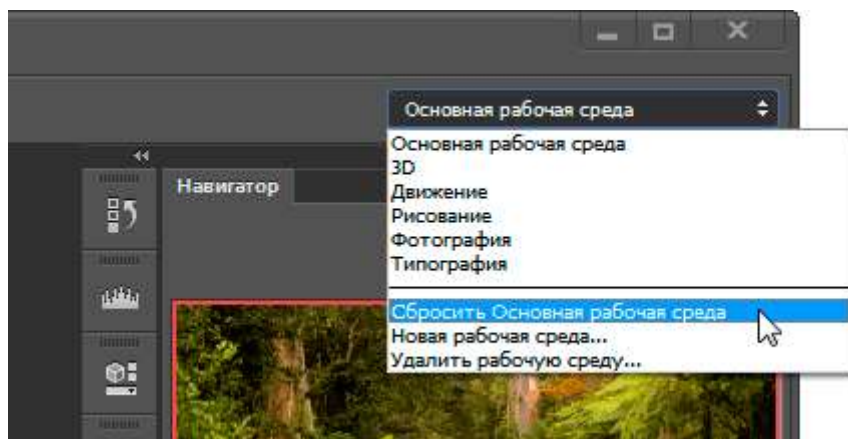 Основная рабочая среда
Основная рабочая среда
3D
Навигатор
Движение
Рисование
Фотография
Типография
Сбросить Основная рабочая среда
Новая рабочая среда...
Удалить рабочую среду...